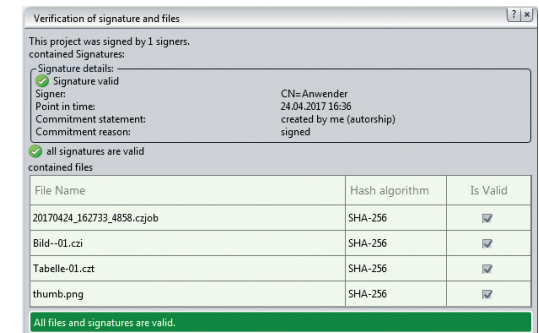 Verification of signature and files
? ×
This project was signed by 1 signers.
contained Signatures:
Signature details:
Signature valid
Signer: CN=Anwender
Point in time: 24.04.2017 16:36
Commitment statement: created by me (autorship)
Commitment reason: signed
all signatures are valid
contained files
File Name Hash algorithm Is Valid
20170424_162733_4858.czjob SHA-256
Bild--01.czi SHA-256
Tabelle-01.czt SHA-256
thumb.png SHA-256
All files and signatures are valid.